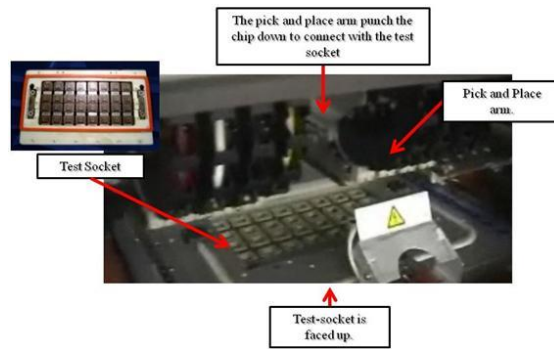 The pick and place arm punch the
chip down to connect with the test
socket
Pick and Place
arm.
Test Socket
Test-socket is
faced up.